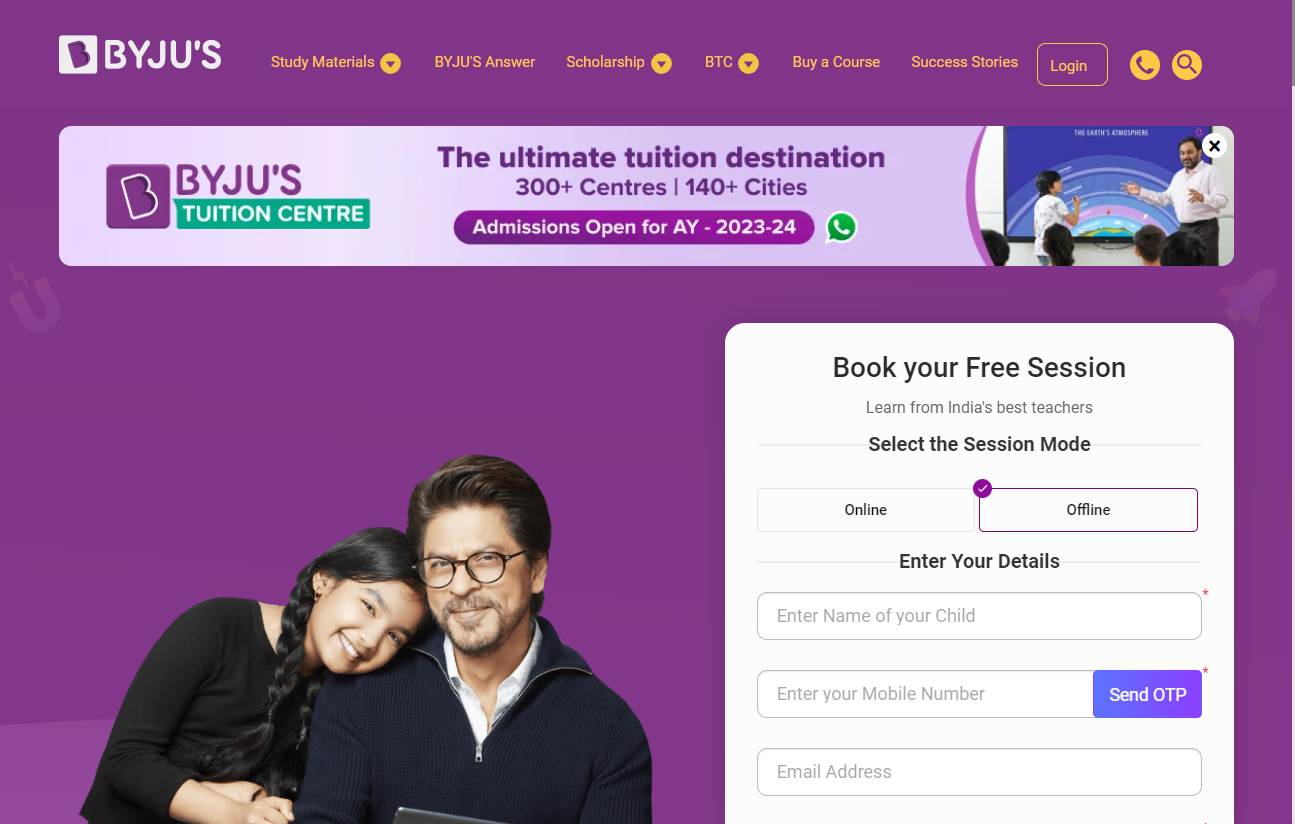 BYJU'S
Study Materials
BYJU'S Answer
Scholarship
BTC
Buy a Course
Success Stories
Login
BYJU'S
TUITION CENTRE
The ultimate tuition destination
300+ Centres | 140+ Cities
Admissions Open for AY - 2023-24
THE EARTH'S ATMOSPHERE
Book your Free Session
Learn from India's best teachers
Select the Session Mode
Online
Offline
Enter Your Details
Enter Name of your Child
*
Enter your Mobile Number
Send OTP
*
Email Address